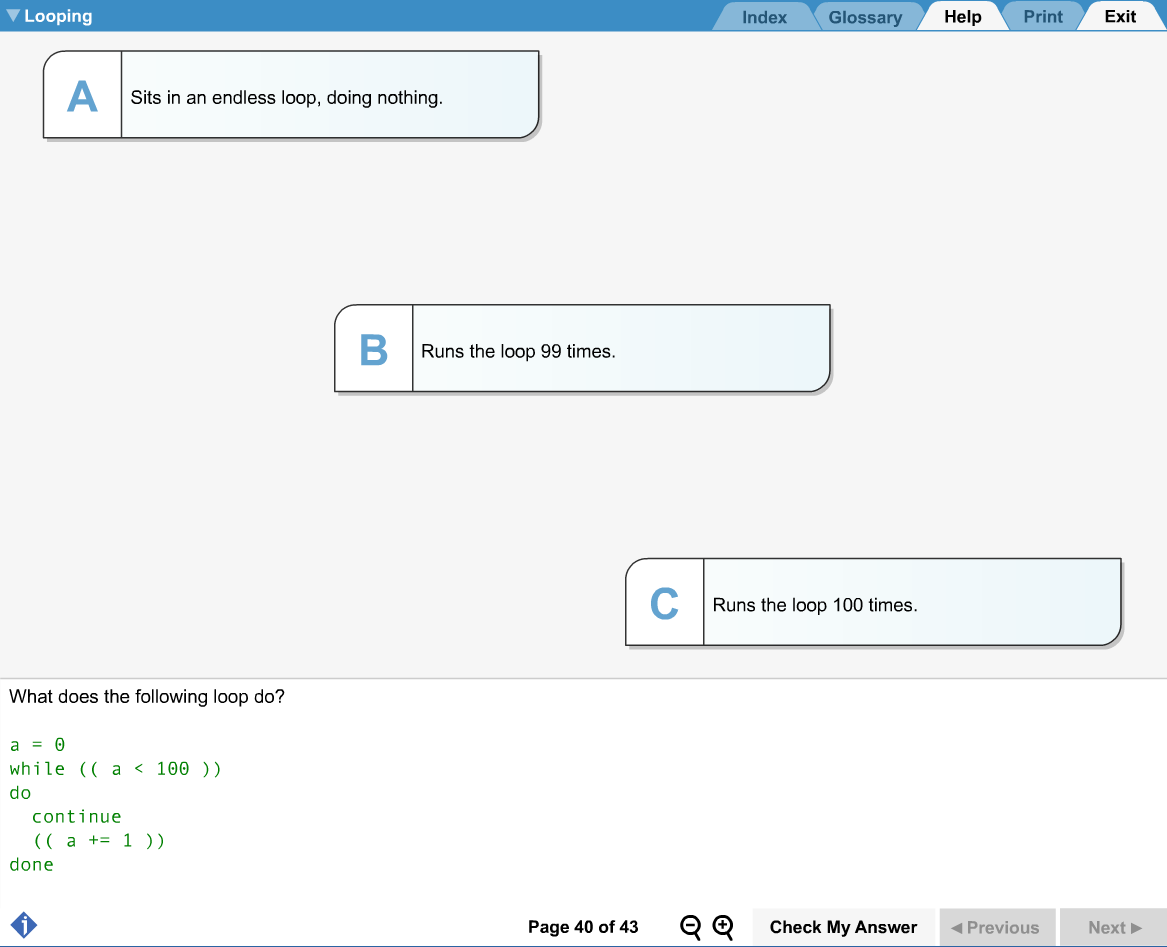 Looping
Index
Glossary
Help
Print
Exit
A
Sits in an endless loop, doing nothing.
B
Runs the loop 99 times.
C
Runs the loop 100 times.
What does the following loop do?
a = 0
while (( a < 100 ))
do
  continue
  (( a += 1 ))
done
i
Page 40 of 43
Check My Answer
Previous
Next